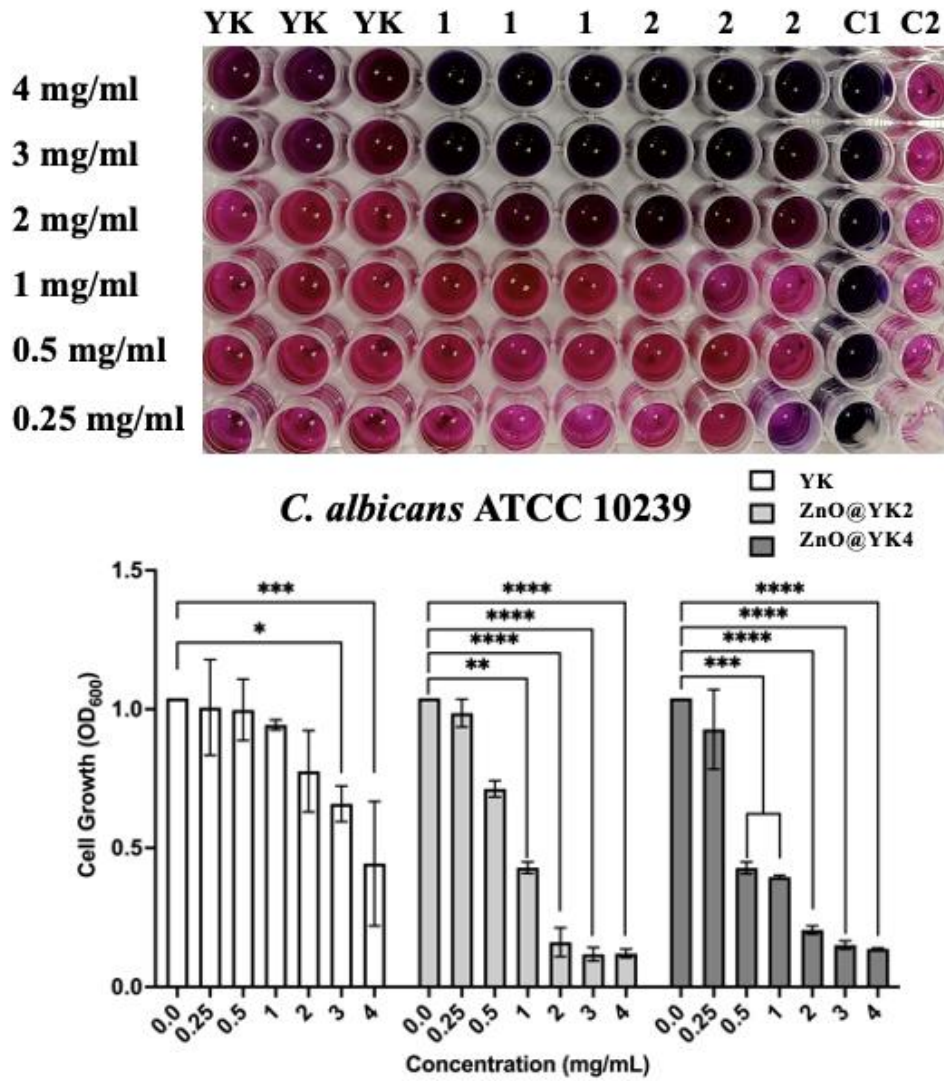 YK YK YK 1 1 1 2 2 2 C1 C2
4 mg/ml
3 mg/ml
2 mg/ml
1 mg/ml
0.5 mg/ml
0.25 mg/ml
C. albicans ATCC 10239
YK
ZnO@YK2
ZnO@YK4
Cell Growth (OD600)
1.5
1.0
0.5
0.0
*** **** ****
* **** ****
**** ****
** ***
0.0 0.25 0.5 1 2 3 4 0.0 0.25 0.5 1 2 3 4 0.0 0.25 0.5 1 2 3 4
Concentration (mg/mL)